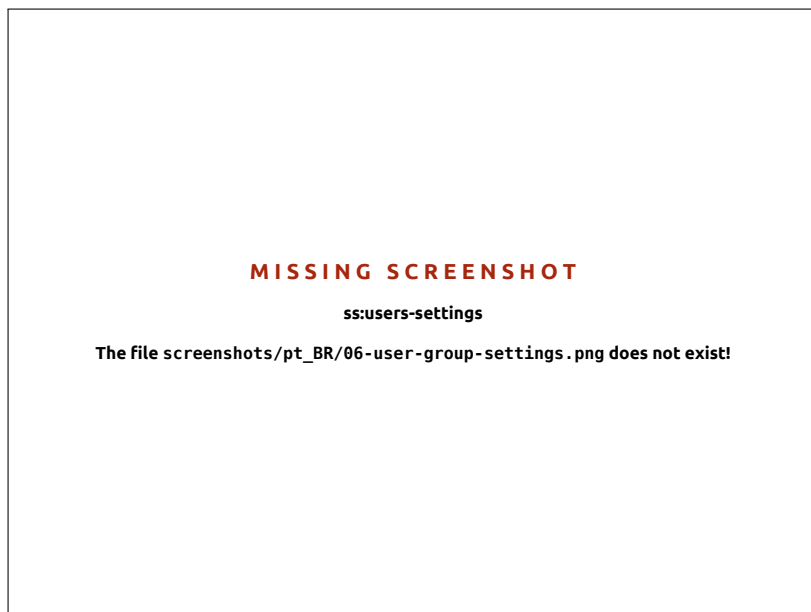 MISSING SCREENSHOT
ss:users-settings
The file screenshots/pt_BR/06-user-group-settings.png does not exist!